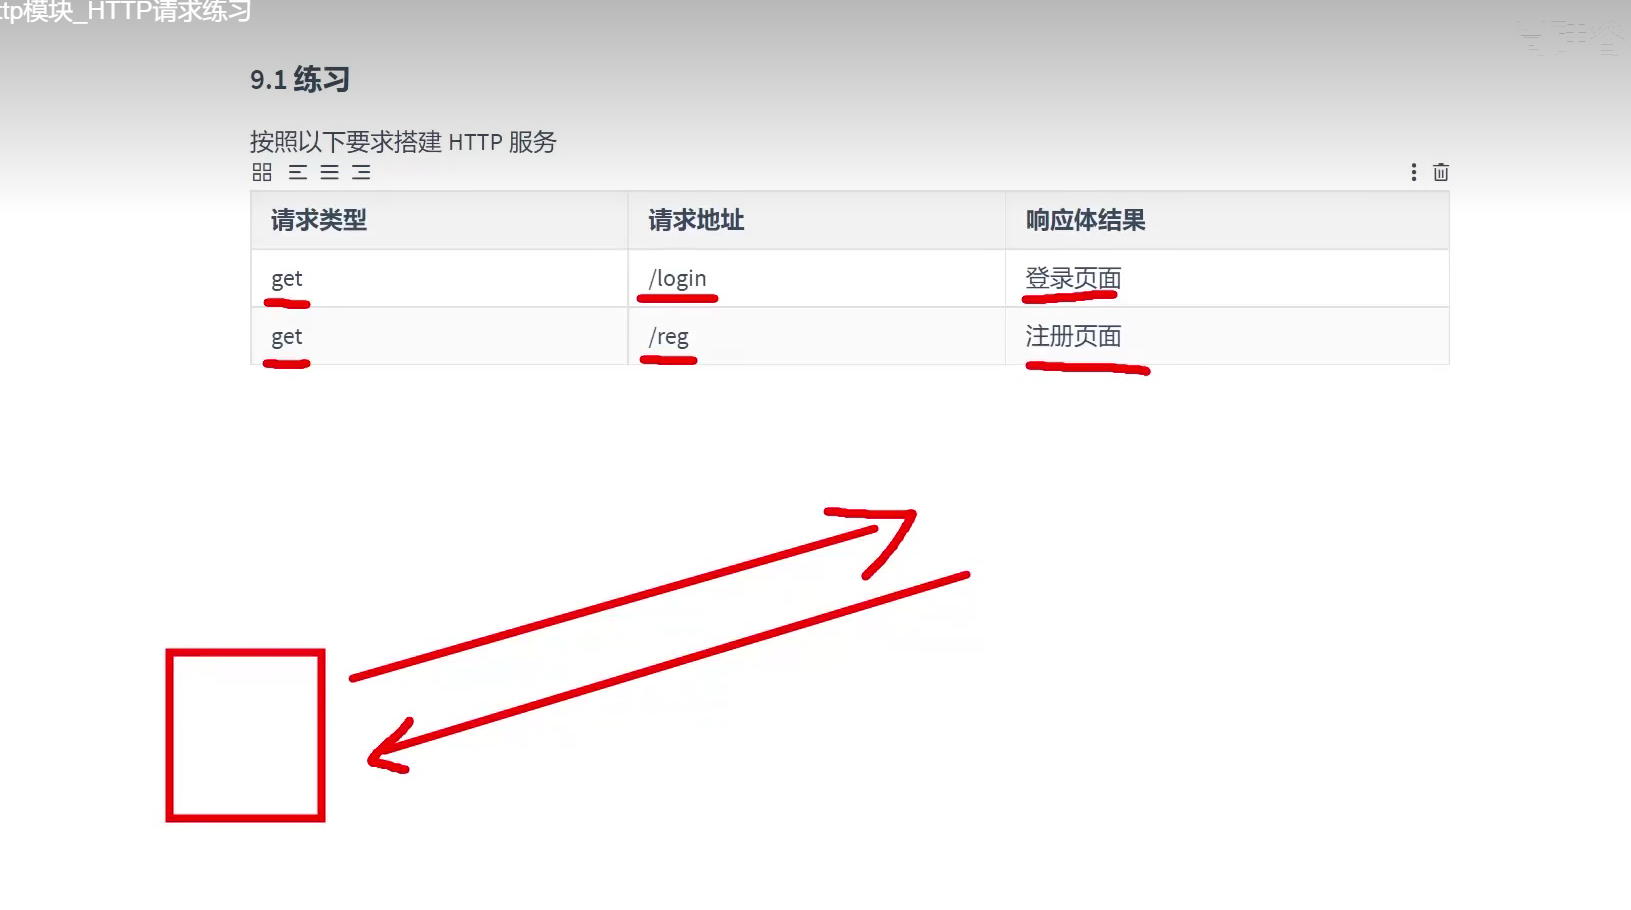 ttp模块_HTTP请求练习
9.1 练习
按照以下要求搭建 HTTP 服务
请求类型 请求地址 响应体结果
get /login 登录页面
get /reg 注册页面